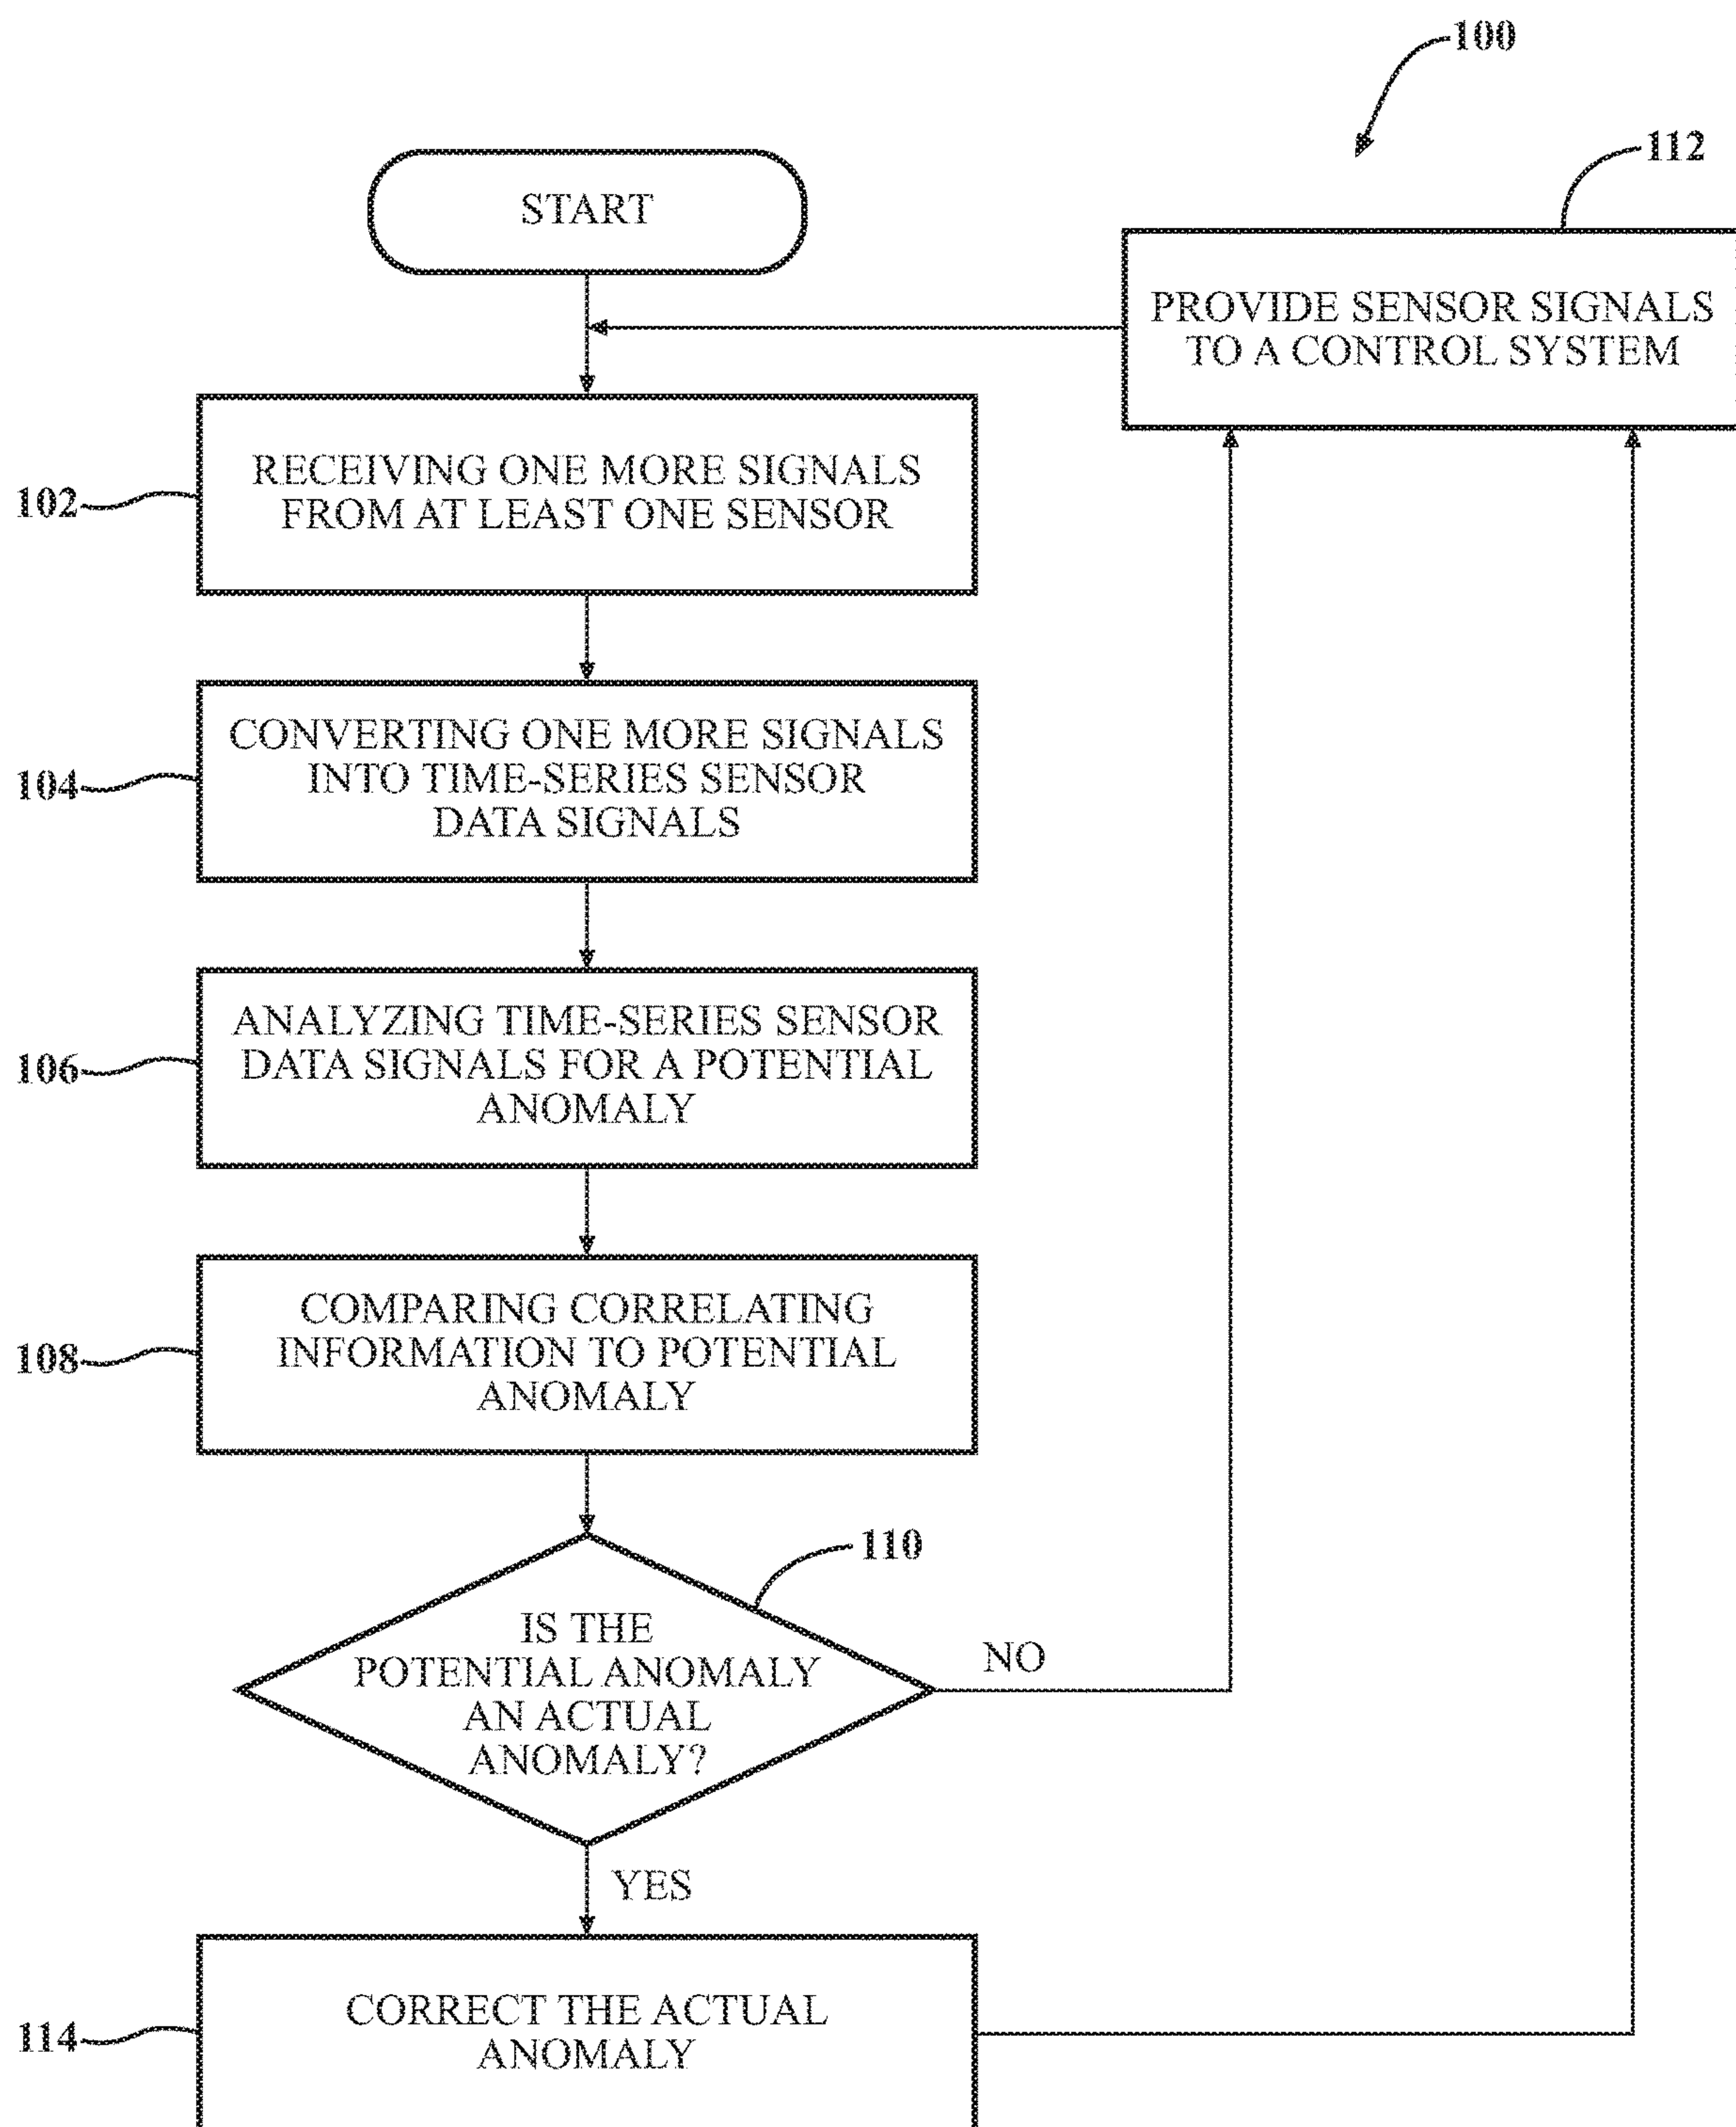 100
112
START
PROVIDE SENSOR SIGNALS
TO A CONTROL SYSTEM
102
RECEIVING ONE MORE SIGNALS
FROM AT LEAST ONE SENSOR
104
CONVERTING ONE MORE SIGNALS
INTO TIME-SERIES SENSOR
DATA SIGNALS
106
ANALYZING TIME-SERIES SENSOR
DATA SIGNALS FOR A POTENTIAL
ANOMALY
108
COMPARING CORRELATING
INFORMATION TO POTENTIAL
ANOMALY
110
IS THE
POTENTIAL ANOMALY
AN ACTUAL
ANOMALY?
NO
YES
114
CORRECT THE ACTUAL
ANOMALY